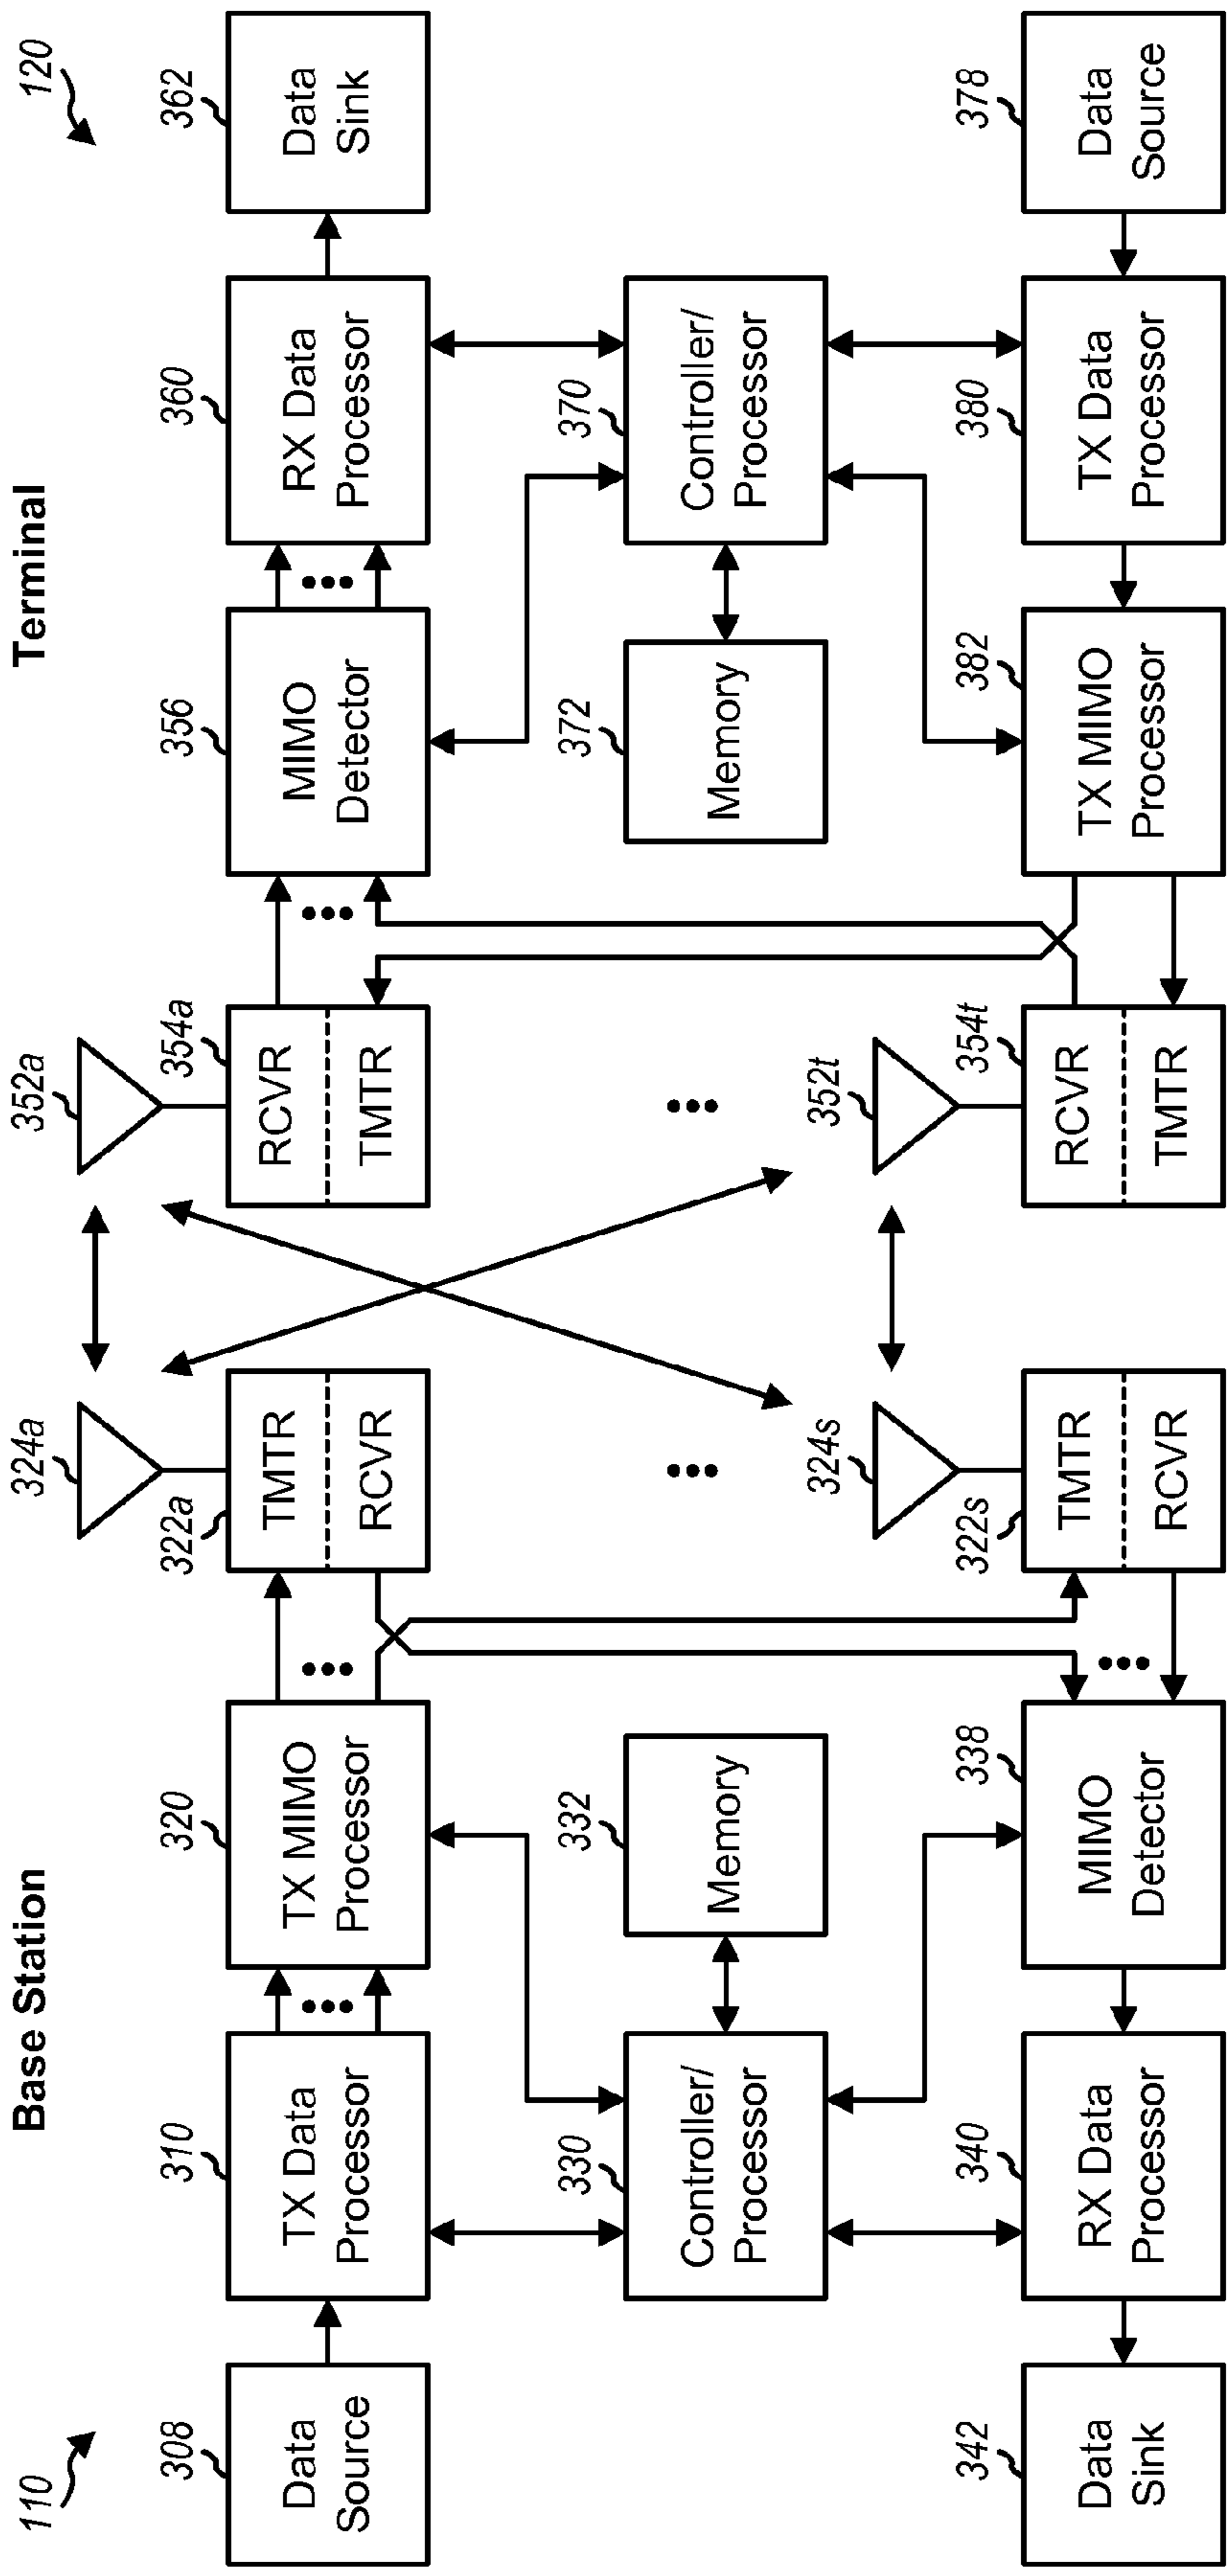 110
Base Station
Terminal
120
308
Data
Source
310
TX Data
Processor
320
TX MIMO
Processor
324a
322a
TMTR
RCVR
352a
354a
RCVR
TMTR
356
MIMO
Detector
360
RX Data
Processor
362
Data
Sink
330
Controller/
Processor
332
Memory
372
Memory
370
Controller/
Processor
342
Data
Sink
340
RX Data
Processor
338
MIMO
Detector
324s
322s
TMTR
RCVR
352t
354t
RCVR
TMTR
382
TX MIMO
Processor
380
TX Data
Processor
378
Data
Source